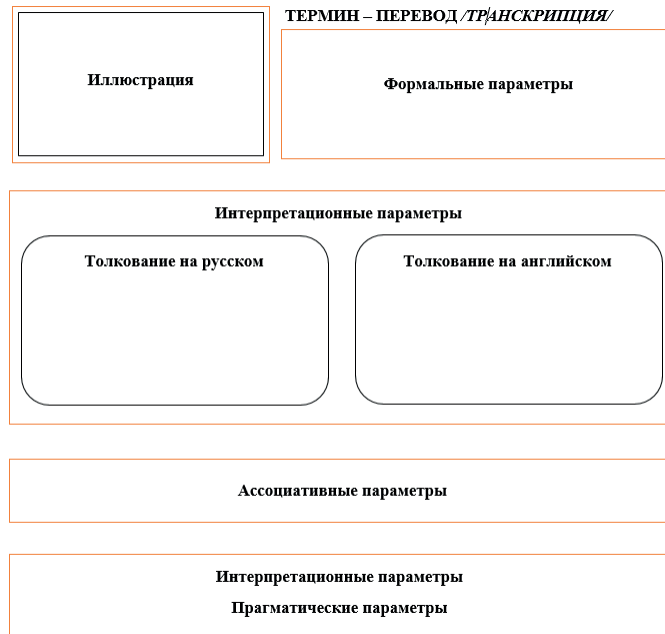 ТЕРМИН – ПЕРЕВОД /ТРАНСКРИПЦИЯ/
Иллюстрация
Формальные параметры
Интерпретационные параметры
Толкование на русском
Толкование на английском
Ассоциативные параметры
Интерпретационные параметры
Прагматические параметры